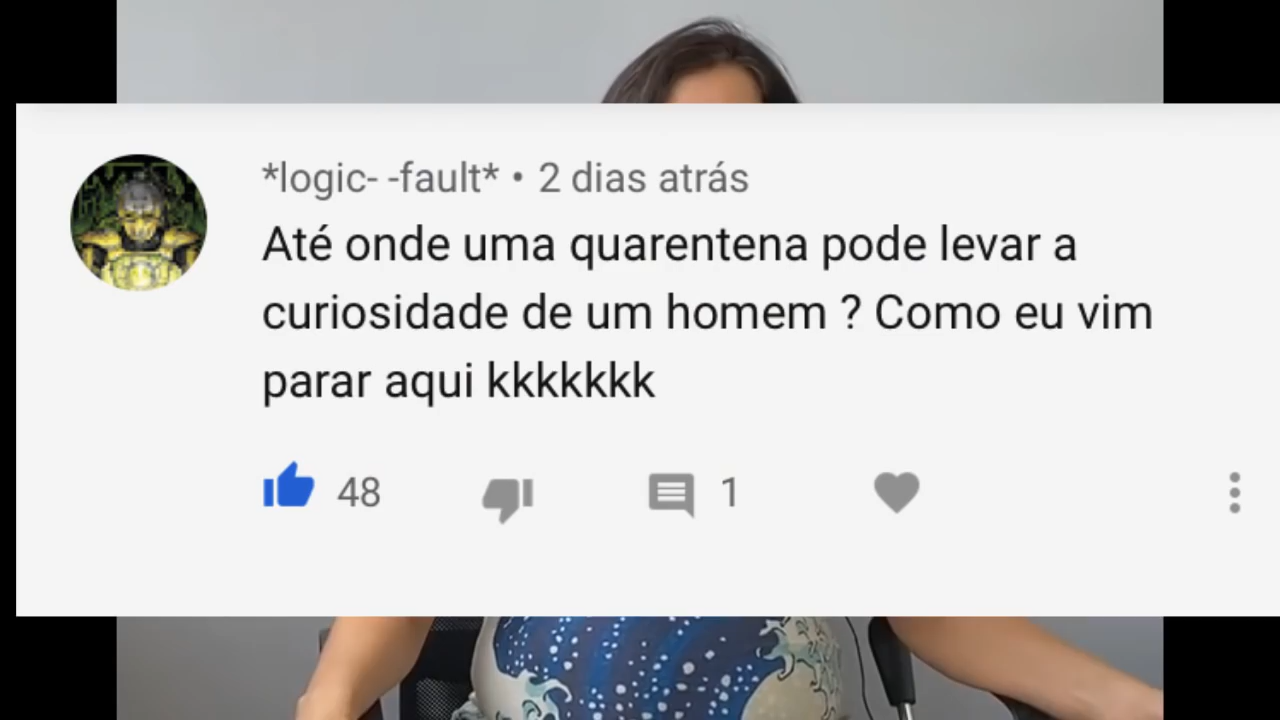 *logic- -fault* • 2 dias atrás
Até onde uma quarentena pode levar a
curiosidade de um homem ? Como eu vim
parar aqui kkkkkkk
48
1